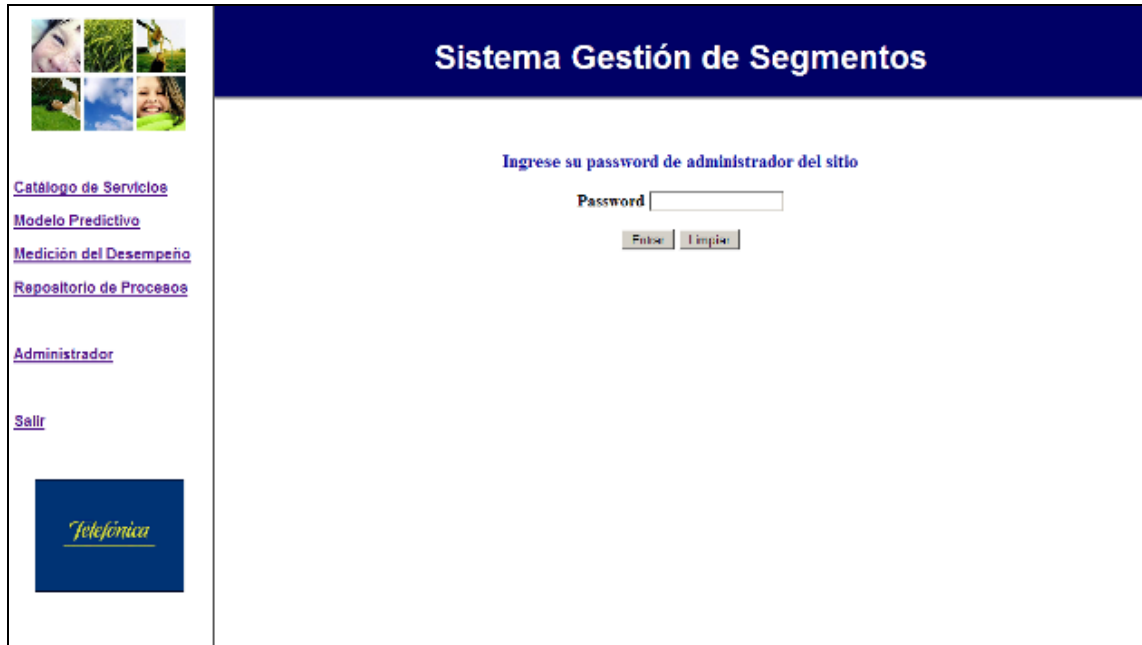 Sistema Gestión de Segmentos
Catálogo de Servicios
Modelo Predictivo
Medición del Desempeño
Repositorio de Procesos
Administrador
Salir
Telefónica
Ingrese su password de administrador del sitio
Password
Entrar Limpiar